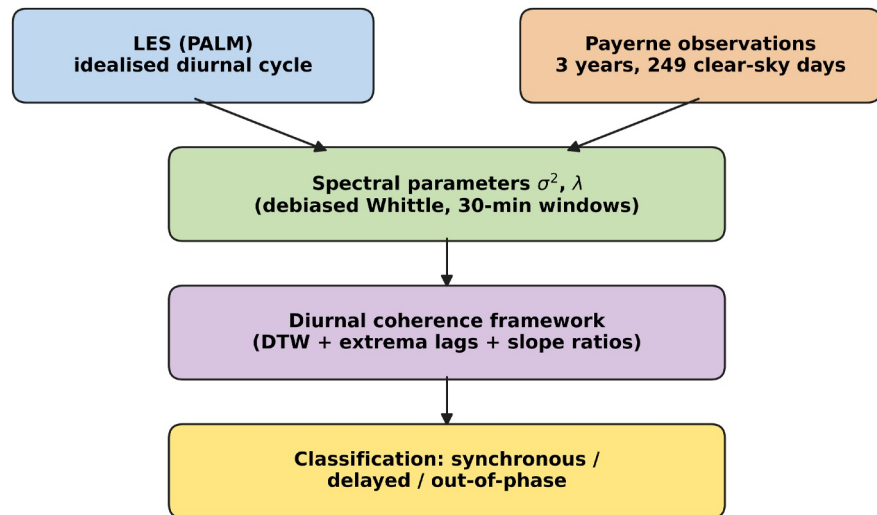 LES (PALM)
idealised diurnal cycle
Payerne observations
3 years, 249 clear-sky days
Spectral parameters σ², λ
(debiased Whittle, 30-min windows)
Diurnal coherence framework
(DTW + extrema lags + slope ratios)
Classification: synchronous /
delayed / out-of-phase